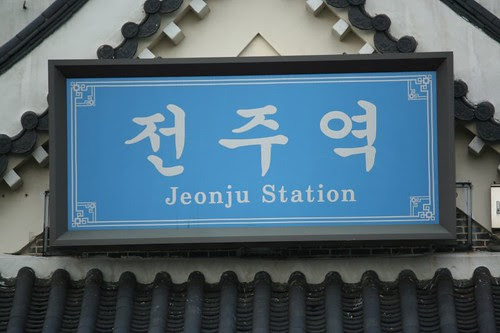 전주역
Jeonju Station